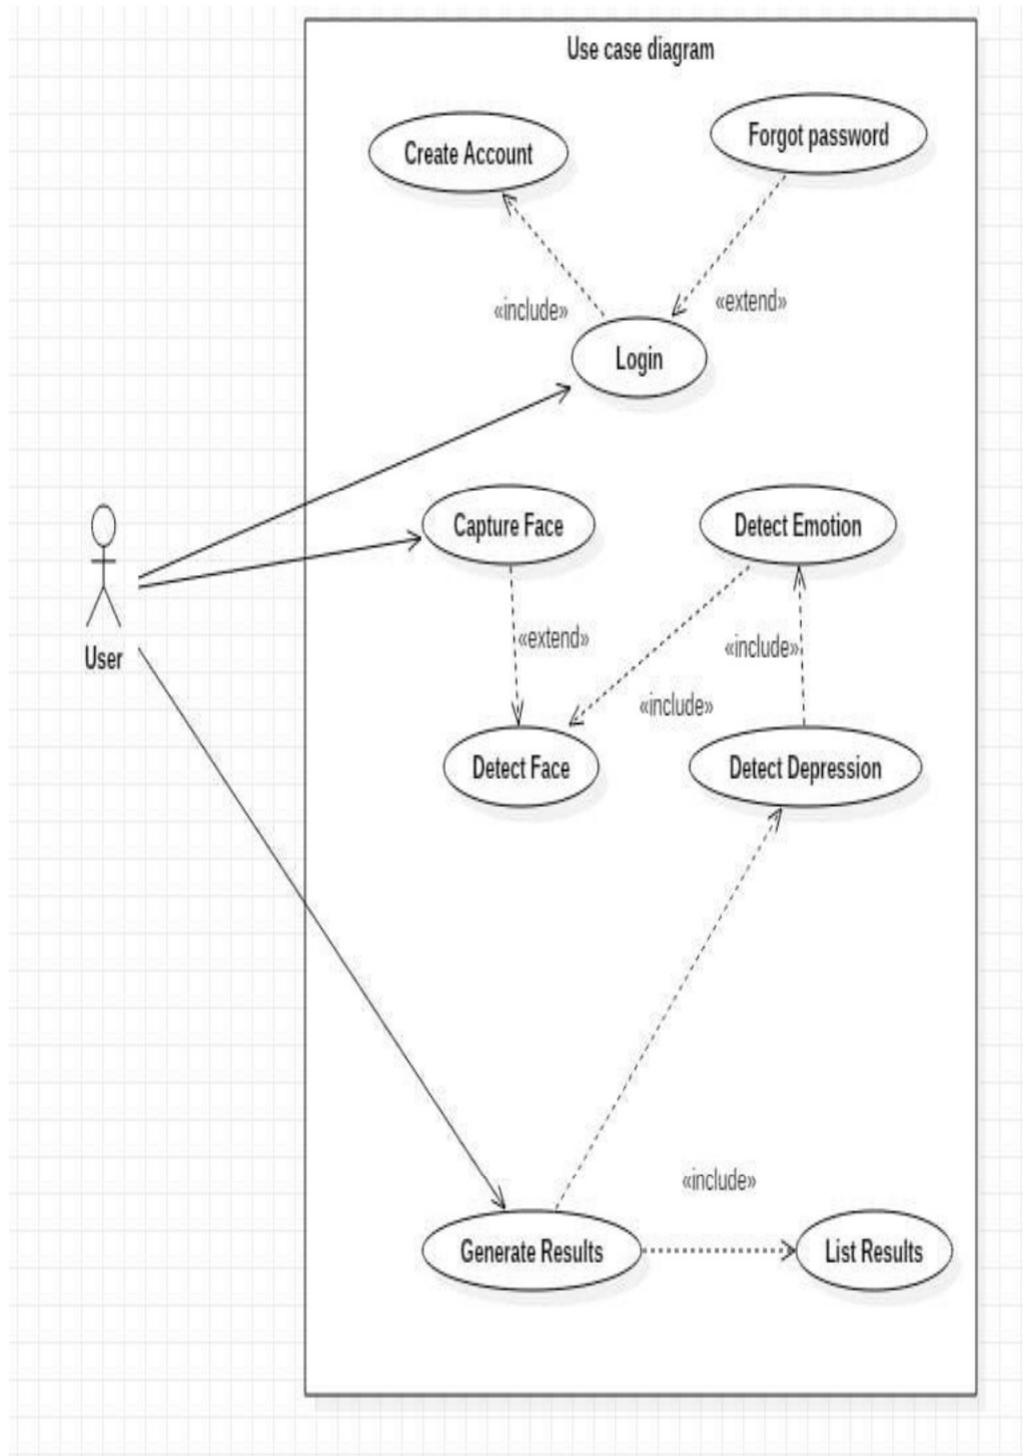 Use case diagram
Create Account
Forgot password
«include»
«extend»
Login
Capture Face
Detect Emotion
User
«extend»
«include»
«include»
Detect Face
Detect Depression
«include»
Generate Results
List Results